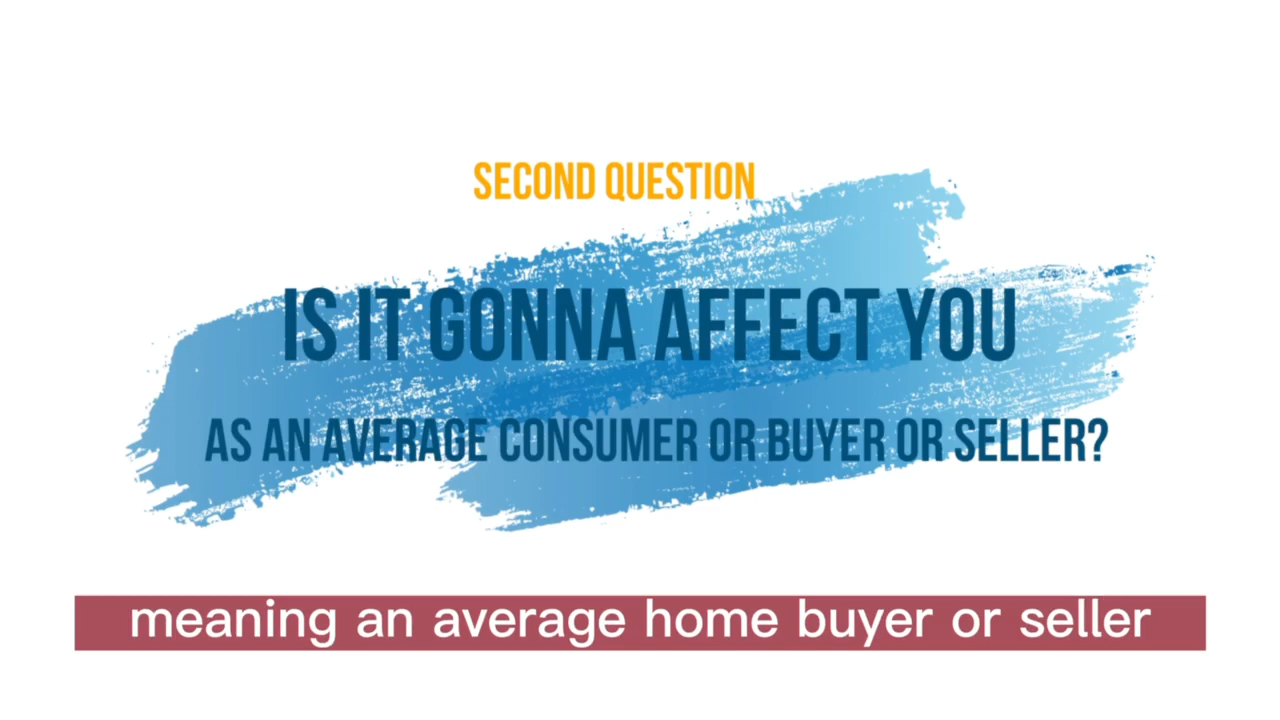 SECOND QUESTION
IS IT GONNA AFFECT YOU
AS AN AVERAGE CONSUMER OR BUYER OR SELLER?
meaning an average home buyer or seller